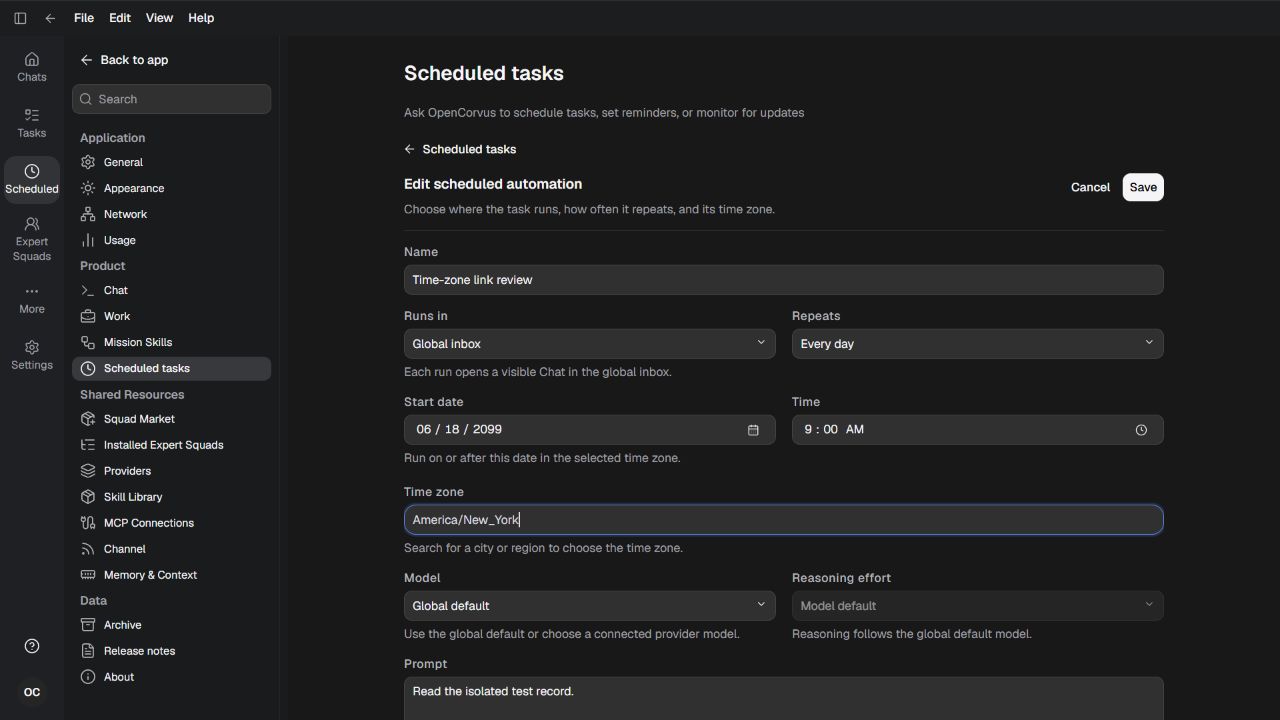 File Edit View Help
Chats
Tasks
Scheduled
Expert
Squads
More
Settings
OC
Back to app
Search
Application
General
Appearance
Network
Usage
Product
Chat
Work
Mission Skills
Scheduled tasks
Shared Resources
Squad Market
Installed Expert Squads
Providers
Skill Library
MCP Connections
Channel
Memory & Context
Data
Archive
Release notes
About
Scheduled tasks
Ask OpenCorvus to schedule tasks, set reminders, or monitor for updates
Scheduled tasks
Edit scheduled automation
Cancel Save
Choose where the task runs, how often it repeats, and its time zone.
Name
Time-zone link review
Runs in Repeats
Global inbox Every day
Each run opens a visible Chat in the global inbox.
Start date Time
06 / 18 / 2099 9 : 00 AM
Run on or after this date in the selected time zone.
Time zone
America/New_York
Search for a city or region to choose the time zone.
Model Reasoning effort
Global default Model default
Use the global default or choose a connected provider model. Reasoning follows the global default model.
Prompt
Read the isolated test record.